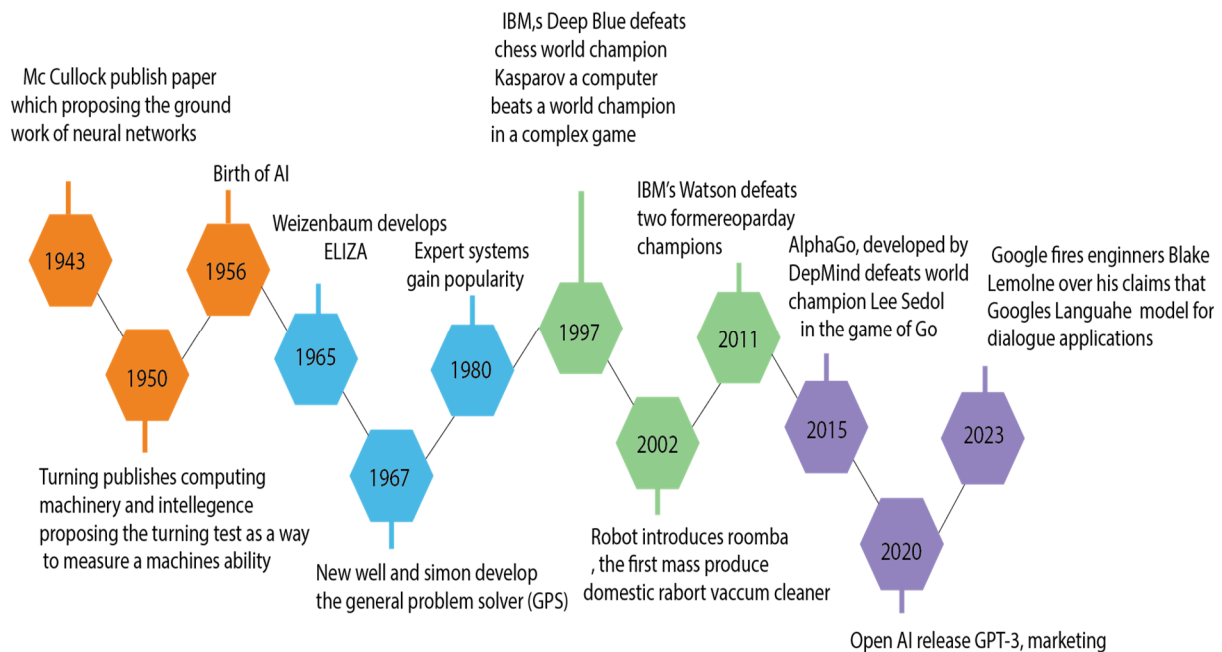 Mc Cullock publish paper
which proposing the ground
work of neural networks
1943
1950
Turning publishes computing
machinery and intellegence
proposing the turning test as a way
to measure a machines ability
Birth of AI
1956
Weizenbaum develops
ELIZA
1965
1967
New well and simon develop
the general problem solver (GPS)
Expert systems
gain popularity
1980
IBM,s Deep Blue defeats
chess world champion
Kasparov a computer
beats a world champion
in a complex game
1997
2002
Robot introduces roomba
, the first mass produce
domestic rabort vaccum cleaner
IBM's Watson defeats
two formereoparday
champions
2011
AlphaGo, developed by
DepMind defeats world
champion Lee Sedol
in the game of Go
2015
2020
Open AI release GPT-3, marketing
Google fires enginners Blake
Lemolne over his claims that
Googles Languahe model for
dialogue applications
2023